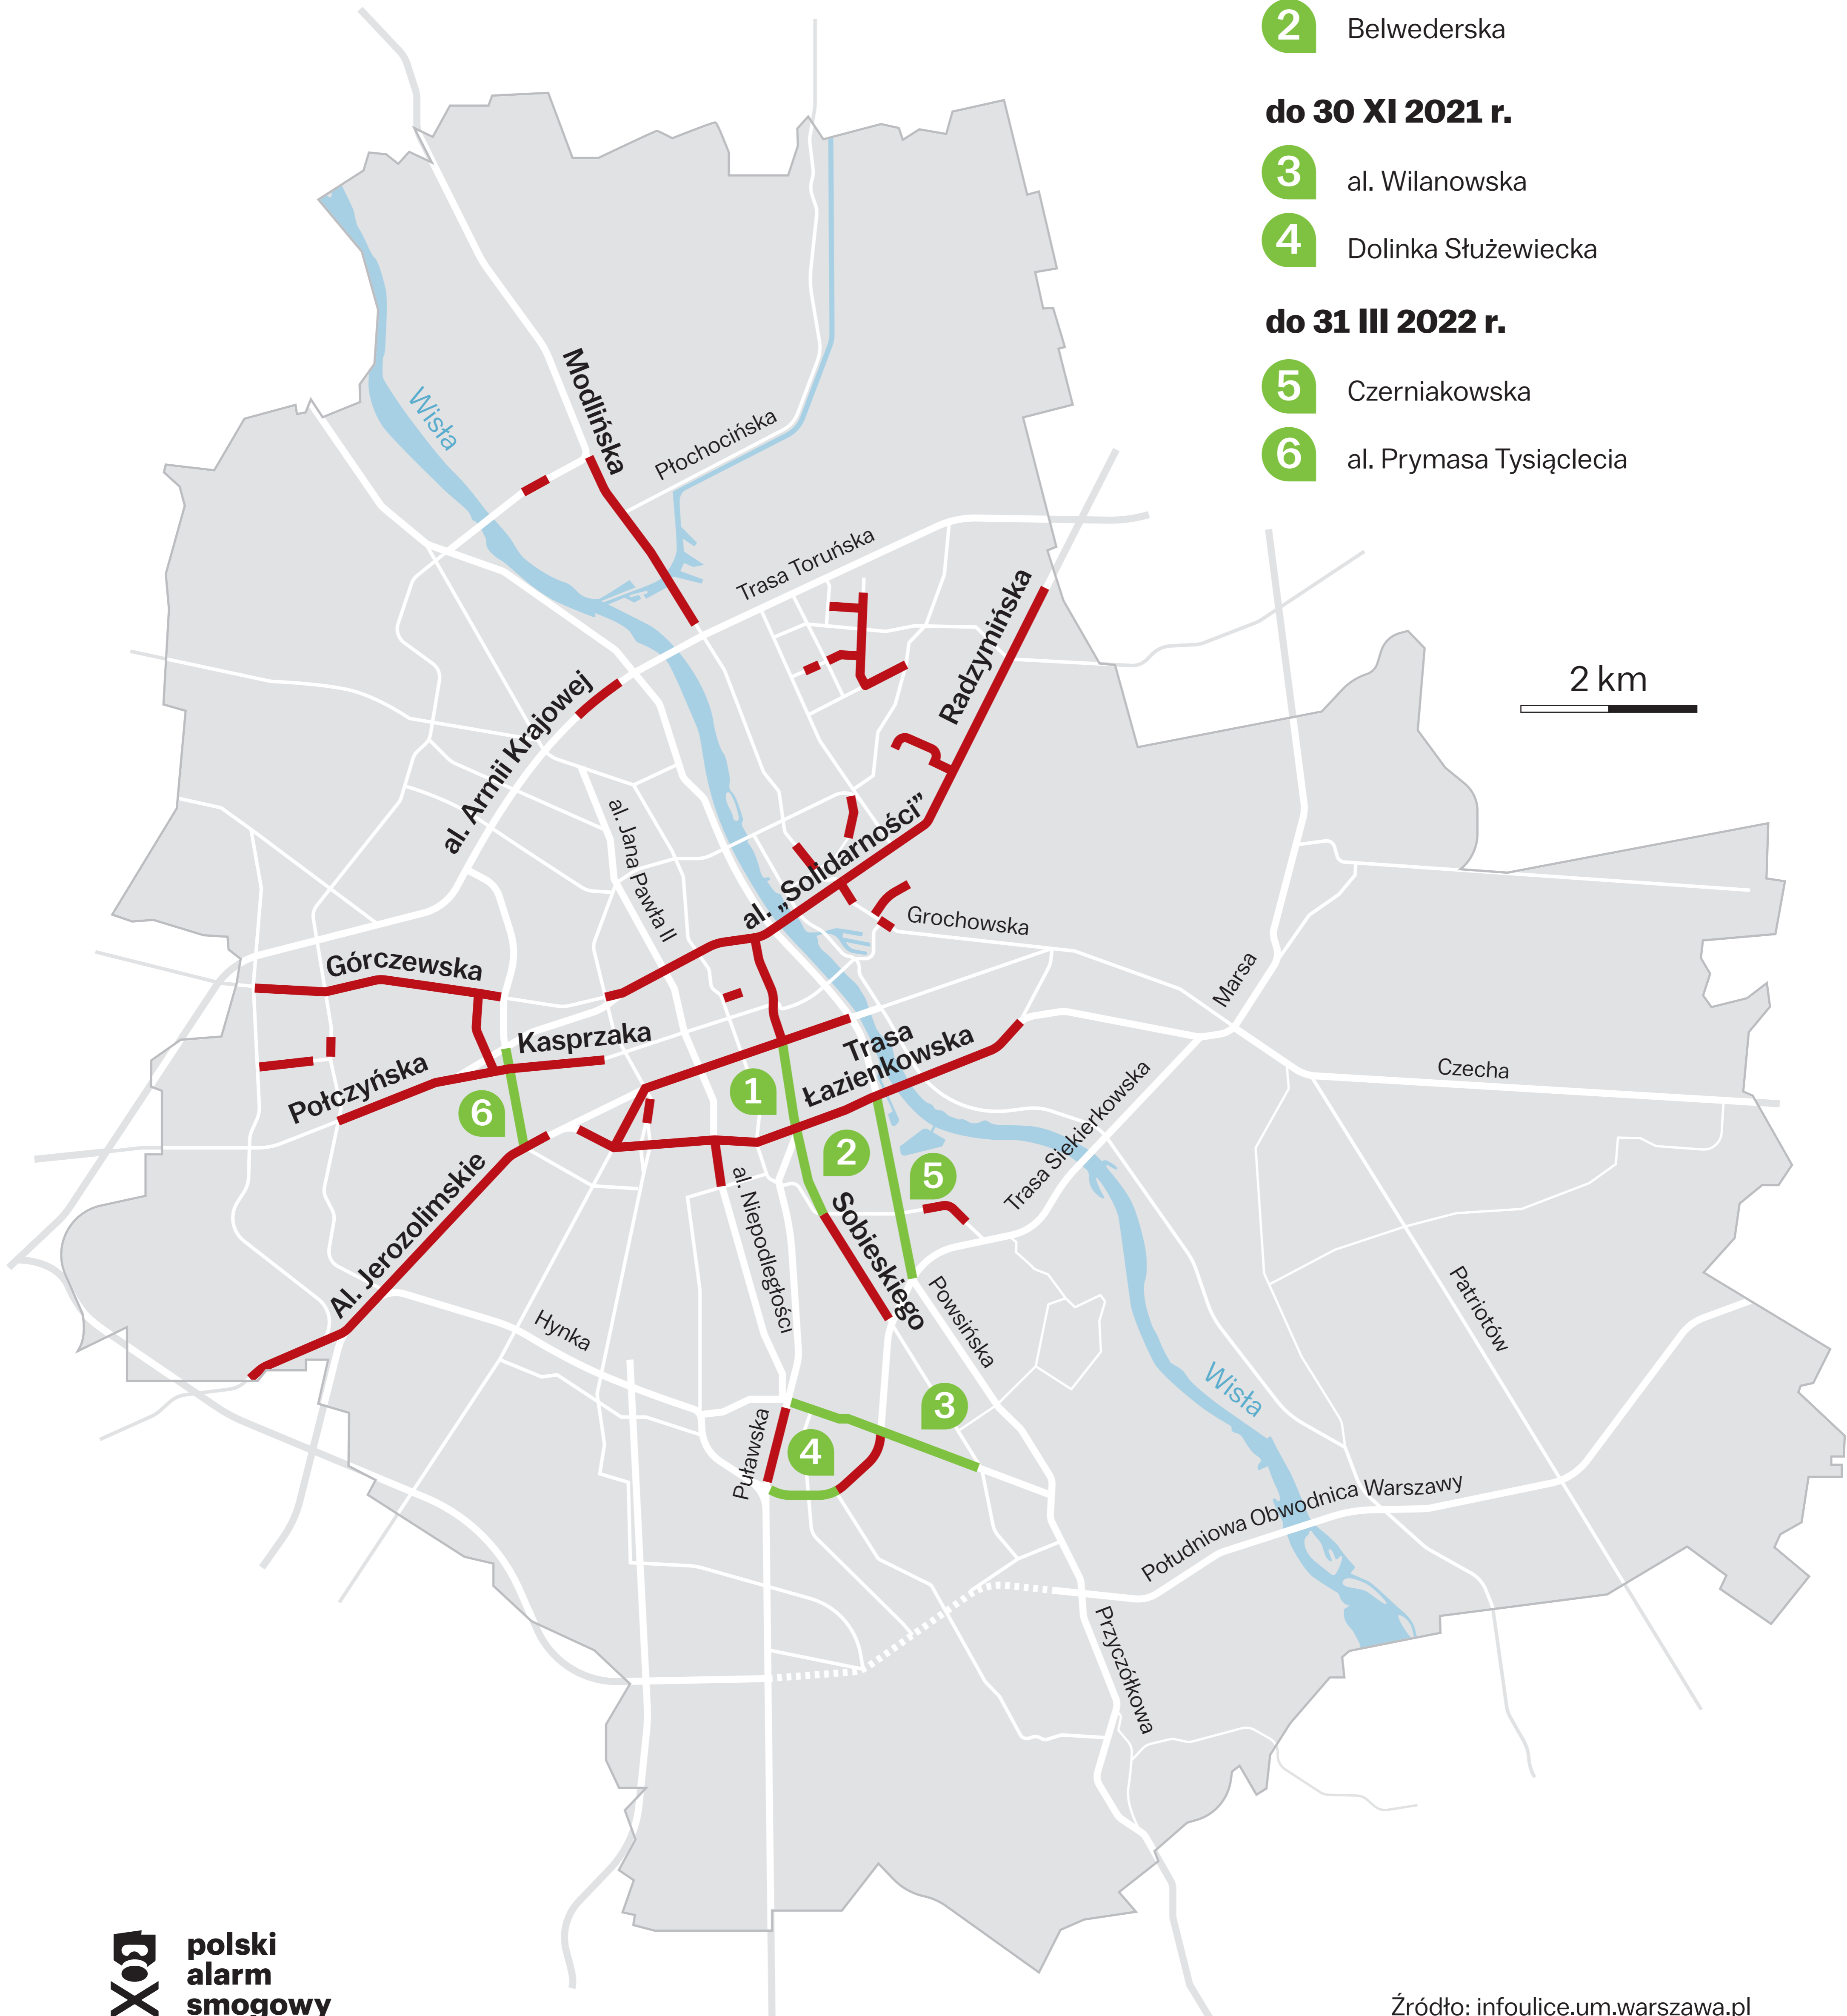 2 Belwederska
do 30 XI 2021 r.
3 al. Wilanowska
4 Dolinka Służewiecka
do 31 III 2022 r.
5 Czerniakowska
6 al. Prymasa Tysiąclecia
2 km
Wisła
Modlińska
Płochocińska
Trasa Toruńska
Radzymińska
al. Armii Krajowej
al. Jana Pawła II
al. „Solidarności”
Grochowska
Górczewska
Marsa
Kasprzaka
Trasa
Łazienkowska
Połczyńska
Czecha
1
6
2
5
Trasa Siekierkowska
al. Niepodległości
Sobieskiego
Al. Jerozolimskie
Powsińska
Patriotów
Hynka
Wisła
3
4
Puławska
Południowa Obwodnica Warszawy
Przyczółkowa
polski
alarm
smogowy
Źródło: infoulice.um.warszawa.pl